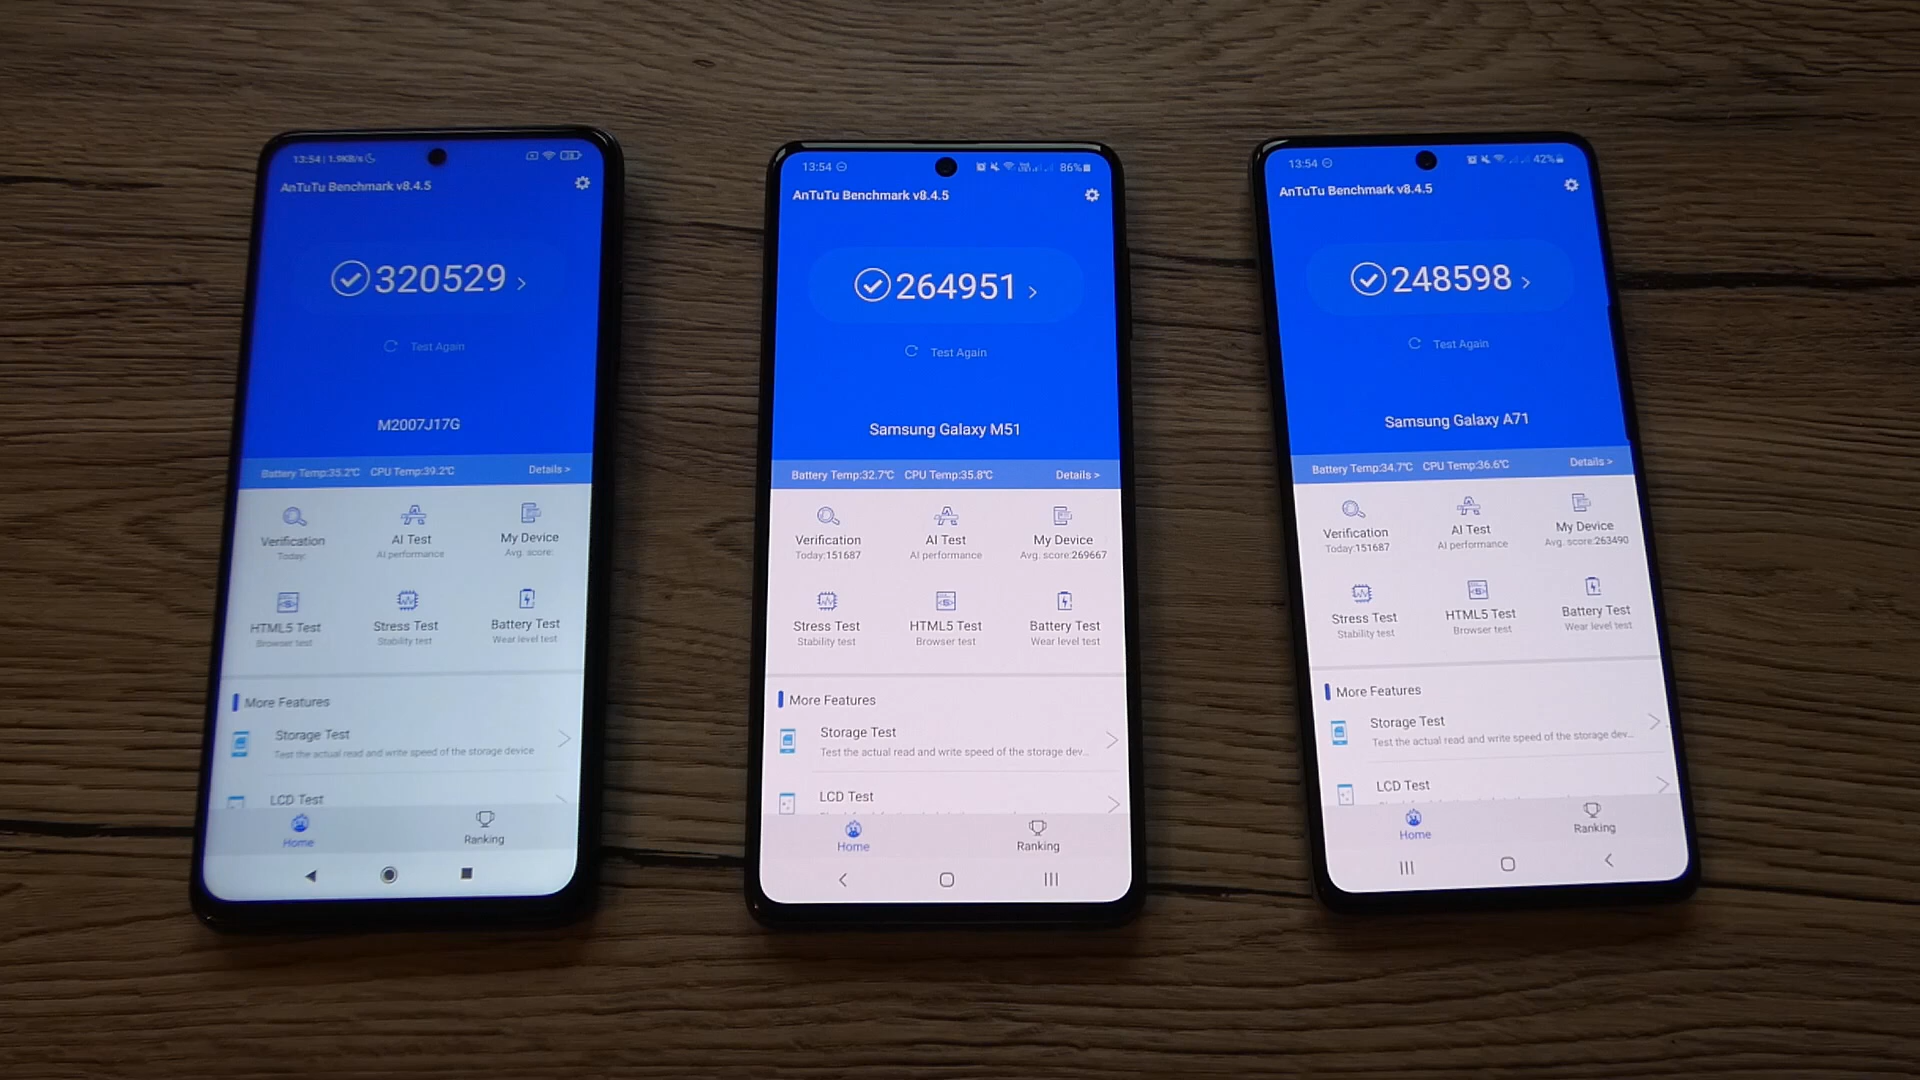 13:54 | 1.9KB/s
AnTuTu Benchmark v8.4.5
320529 >
Test Again
M2007J17G
Battery Temp:35.2℃ CPU Temp:39.2℃ Details >
Verification
Today:
AI Test
AI performance
My Device
Avg. score:
HTML5 Test
Browser test
Stress Test
Stability test
Battery Test
Wear level test
More Features
Storage Test
Test the actual read and write speed of the storage device
LCD Test
Home
Ranking
13:54
86%
AnTuTu Benchmark v8.4.5
264951 >
Test Again
Samsung Galaxy M51
Battery Temp:32.7℃ CPU Temp:35.8℃ Details >
Verification
Today:151687
AI Test
AI performance
My Device
Avg. score:269667
Stress Test
Stability test
HTML5 Test
Browser test
Battery Test
Wear level test
More Features
Storage Test
Test the actual read and write speed of the storage dev...
LCD Test
Home
Ranking
13:54
42%
AnTuTu Benchmark v8.4.5
248598 >
Test Again
Samsung Galaxy A71
Battery Temp:34.7℃ CPU Temp:36.6℃ Details >
Verification
Today:151687
AI Test
AI performance
My Device
Avg. score:263490
Stress Test
Stability test
HTML5 Test
Browser test
Battery Test
Wear level test
More Features
Storage Test
Test the actual read and write speed of the storage dev...
LCD Test
Home
Ranking